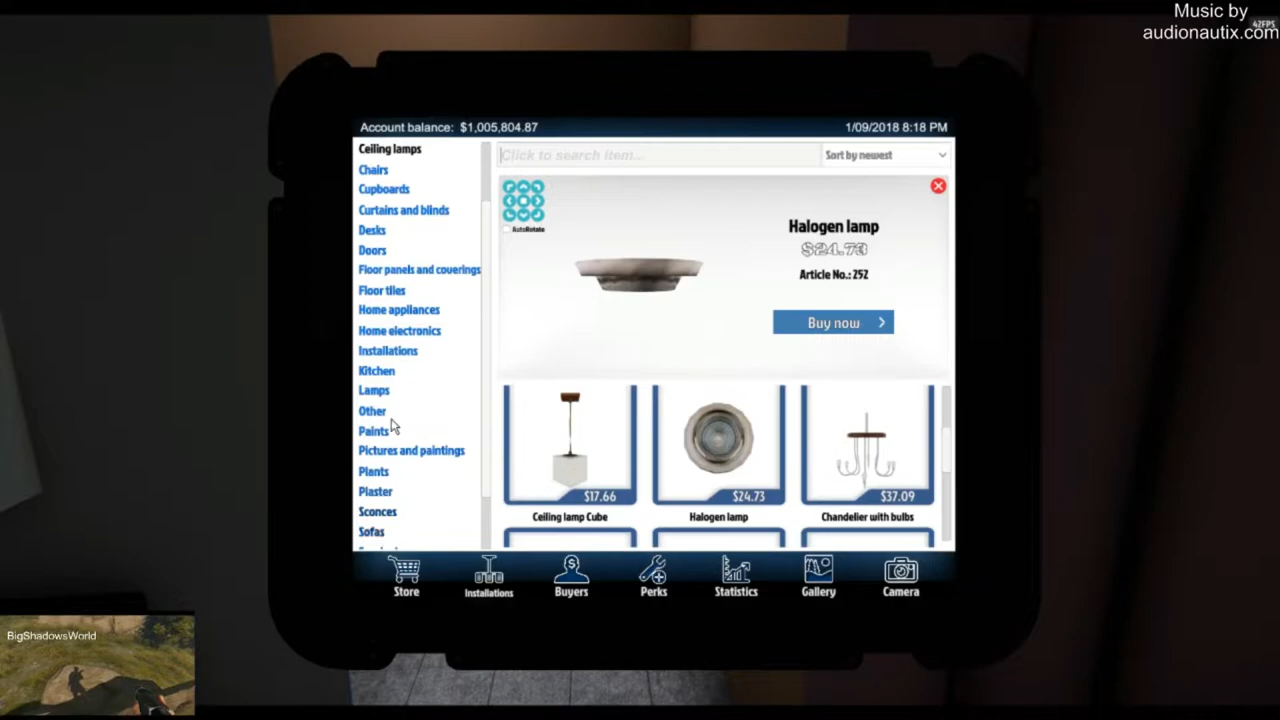 Music by
audionautix.com
42FPS
Account balance: $1,005,804.87
1/09/2018 8:18 PM
Ceiling lamps
Chairs
Cupboards
Curtains and blinds
Desks
Doors
Floor panels and coverings
Floor tiles
Home appliances
Home electronics
Installations
Kitchen
Lamps
Other
Paints
Pictures and paintings
Plants
Plaster
Sconces
Sofas
Click to search item...
Sort by newest
AutoRotate
Halogen lamp
$24.73
Article No.: 252
Buy now
$17.66
$24.73
$37.09
Ceiling lamp Cube
Halogen lamp
Chandelier with bulbs
Store
Installations
Buyers
Perks
Statistics
Gallery
Camera
BigShadowsWorld